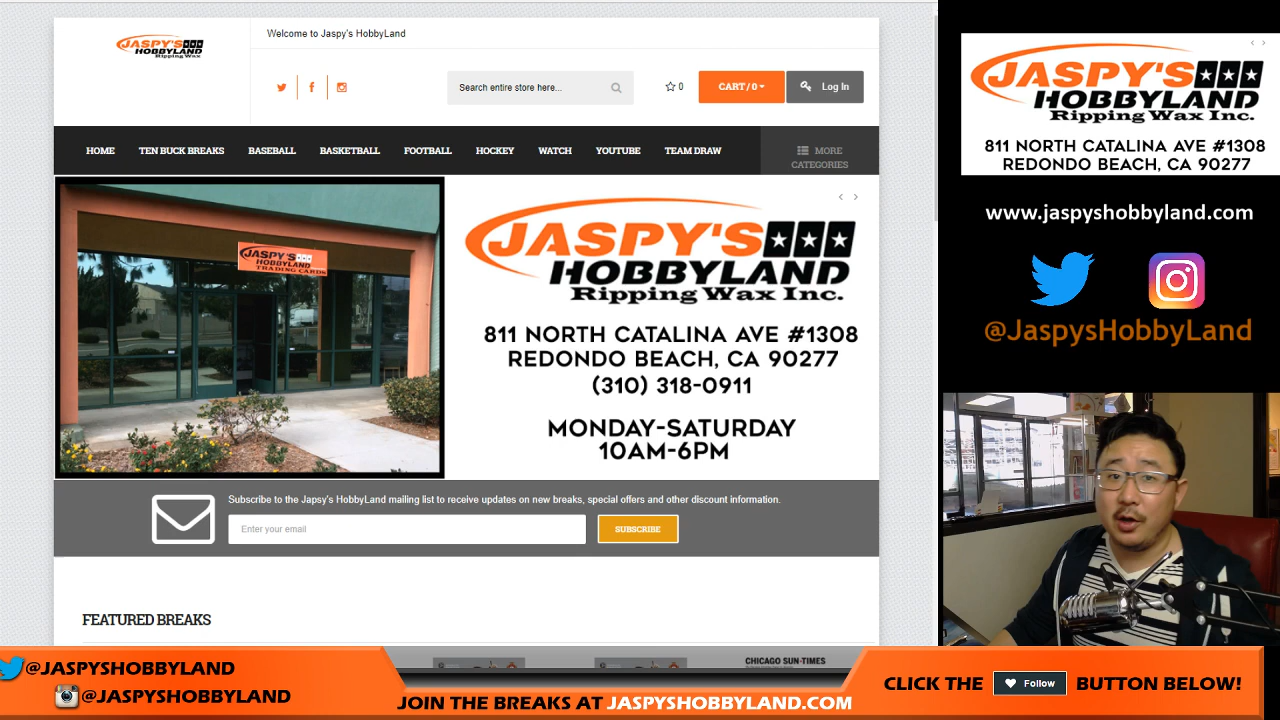 JASPY'S
HOBBYLAND
Ripping Wax
Welcome to Jaspy's HobbyLand
Search entire store here...
0
CART / 0
Log In
HOME
TEN BUCK BREAKS
BASEBALL
BASKETBALL
FOOTBALL
HOCKEY
WATCH
YOUTUBE
TEAM DRAW
MORE
CATEGORIES
JASPY'S
HOBBYLAND
TRADING CARDS
JASPY'S
HOBBYLAND
Ripping Wax Inc.
811 NORTH CATALINA AVE #1308
REDONDO BEACH, CA 90277
(310) 318-0911
MONDAY-SATURDAY
10AM-6PM
Subscribe to the Japsy's HobbyLand mailing list to receive updates on new breaks, special offers and other discount information.
Enter your email
SUBSCRIBE
FEATURED BREAKS
CHICAGO SUN-TIMES
JASPY'S
HOBBYLAND
Ripping Wax Inc.
811 NORTH CATALINA AVE #1308
REDONDO BEACH, CA 90277
www.jaspyshobbyland.com
@JaspysHobbyLand
@JASPYSHOBBYLAND
@JASPYSHOBBYLAND
JOIN THE BREAKS AT JASPYSHOBBYLAND.COM
CLICK THE Follow BUTTON BELOW!